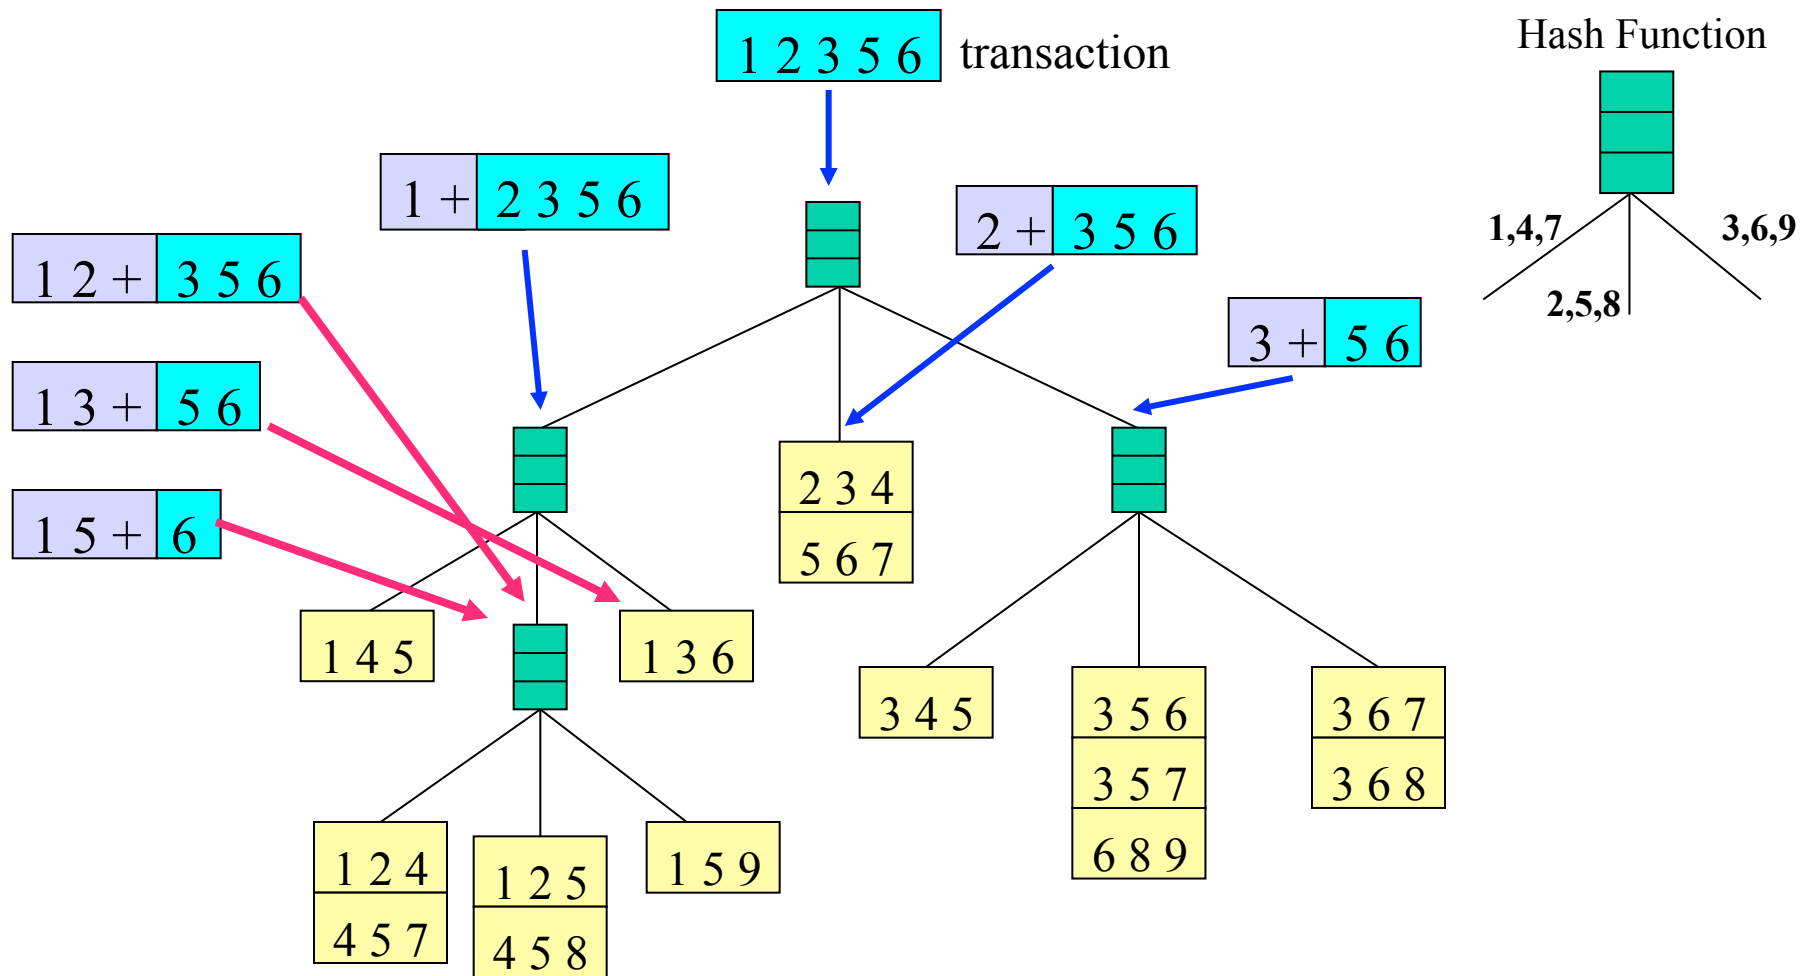 1 2 3 5 6 transaction
Hash Function
1 + 2 3 5 6
2 + 3 5 6
1,4,7
3,6,9
2,5,8
1 2 + 3 5 6
3 + 5 6
1 3 + 5 6
1 5 + 6
2 3 4
5 6 7
1 4 5
1 3 6
3 4 5
3 5 6
3 6 7
3 5 7
3 6 8
6 8 9
1 2 4
1 2 5
1 5 9
4 5 7
4 5 8